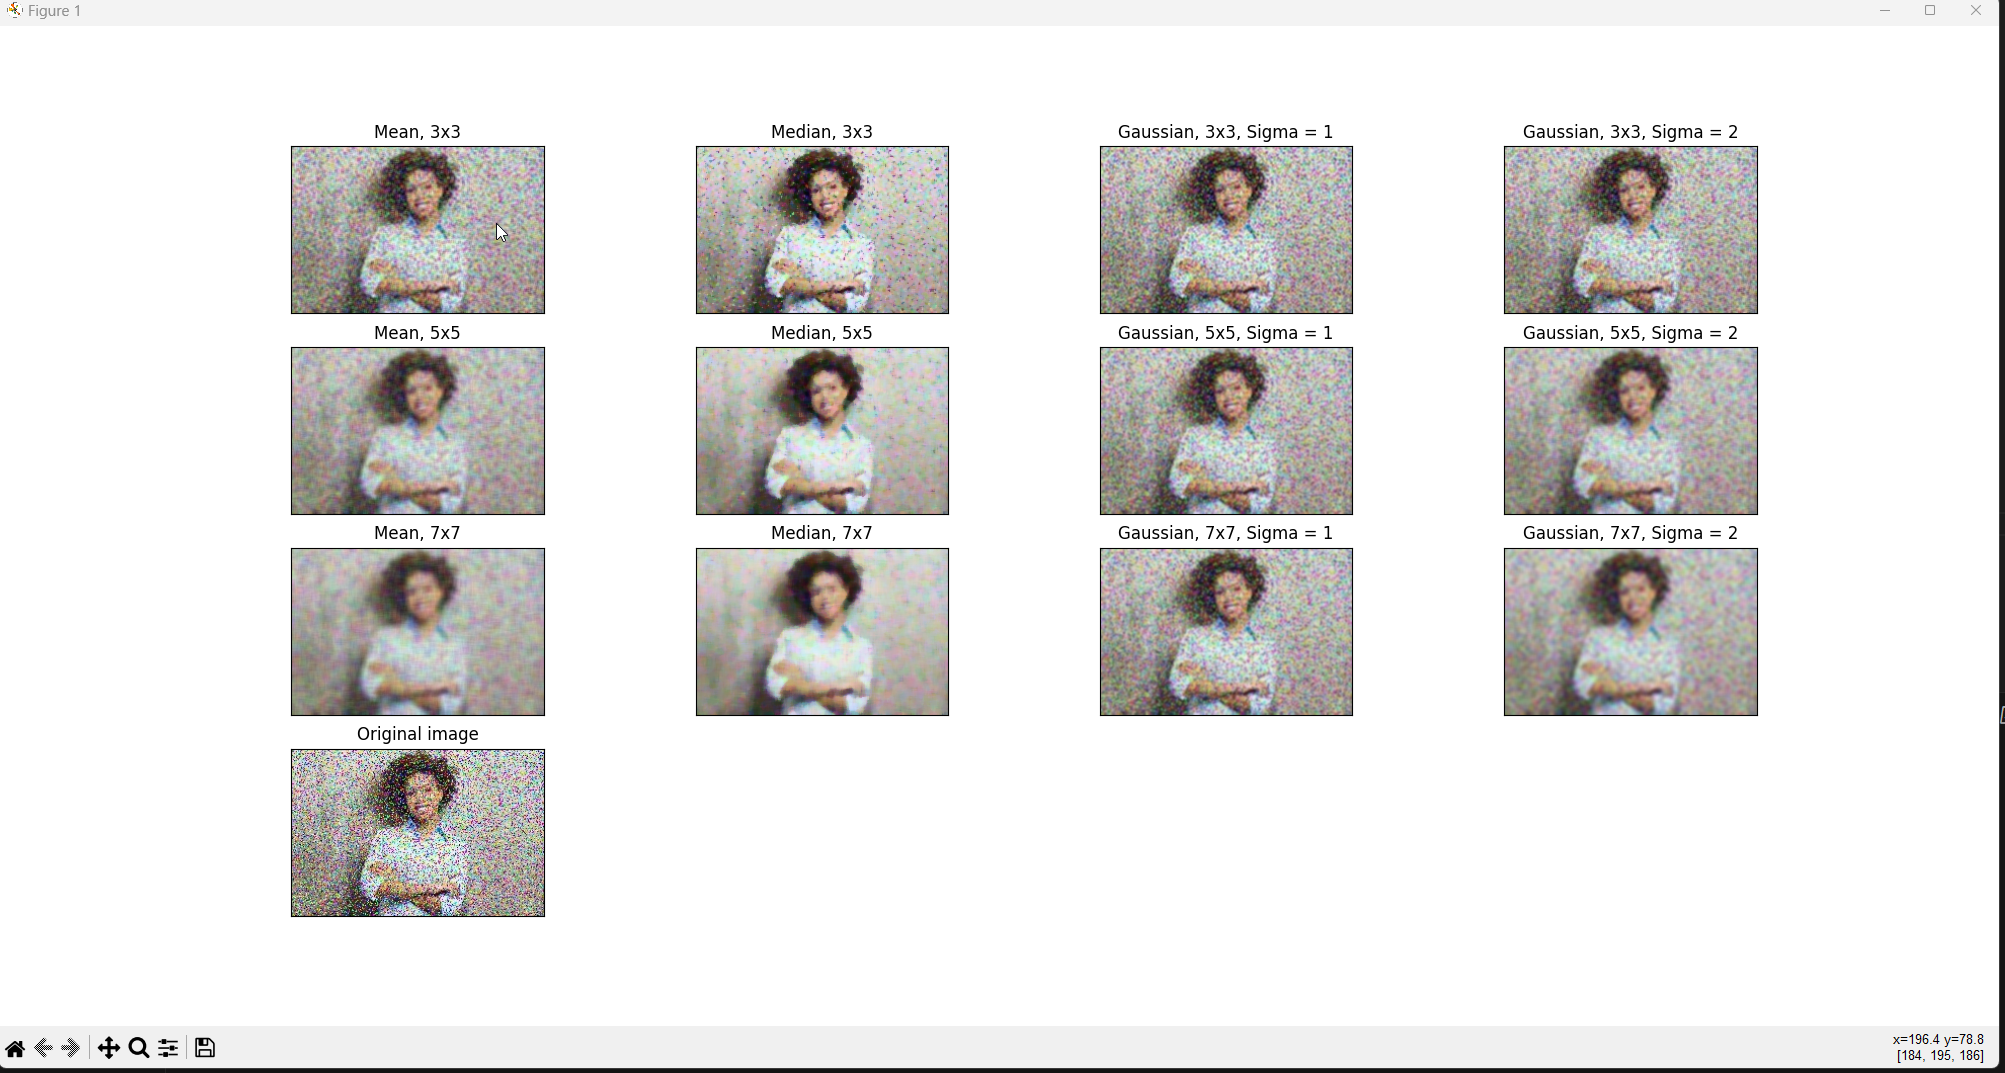 Figure 1
Mean, 3x3
Median, 3x3
Gaussian, 3x3, Sigma = 1
Gaussian, 3x3, Sigma = 2
Mean, 5x5
Median, 5x5
Gaussian, 5x5, Sigma = 1
Gaussian, 5x5, Sigma = 2
Mean, 7x7
Median, 7x7
Gaussian, 7x7, Sigma = 1
Gaussian, 7x7, Sigma = 2
Original image
x=196.4 y=78.8
[184, 195, 186]